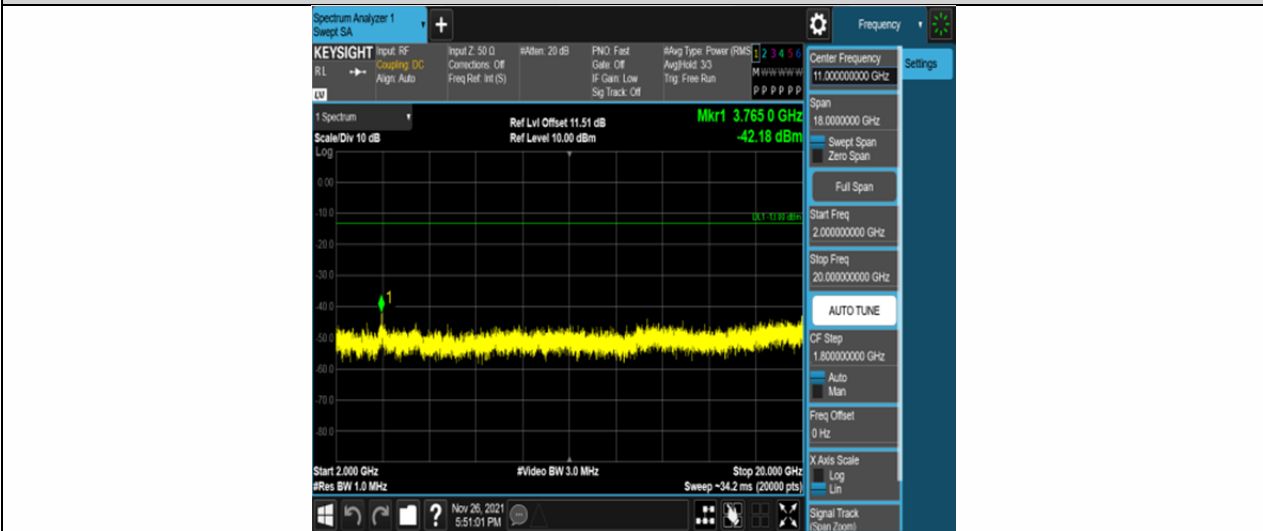 Spectrum Analyzer 1
Swept SA
+
Frequency
KEYSIGHT
RL
LV
Input: RF
Coupling: DC
Align: Auto
Input Z: 50 Ω
Corrections: Off
Freq Ref: Int (S)
#Atten: 20 dB
PNO: Fast
Gate: Off
IF Gain: Low
Sig Track: Off
#Avg Type: Power (RMS
Avg|Hold: 3/3
Trig: Free Run
1 2 3 4 5 6
M W W W W W
P P P P P P
1 Spectrum
Scale/Div 10 dB
Log
Ref Lvl Offset 11.51 dB
Ref Level 10.00 dBm
Mkr1 3.765 0 GHz
-42.18 dBm
0.00
-10.0
-20.0
-30.0
-40.0
-50.0
-60.0
-70.0
-80.0
DL1 -13.00 dBm
1
Start 2.000 GHz
#Res BW 1.0 MHz
#Video BW 3.0 MHz
Stop 20.000 GHz
Sweep ~34.2 ms (20000 pts)
Nov 26, 2021
5:51:01 PM
Center Frequency
11.000000000 GHz
Settings
Span
18.0000000 GHz
Swept Span
Zero Span
Full Span
Start Freq
2.000000000 GHz
Stop Freq
20.000000000 GHz
AUTO TUNE
CF Step
1.800000000 GHz
Auto
Man
Freq Offset
0 Hz
X Axis Scale
Log
Lin
Signal Track
(Span Zoom)